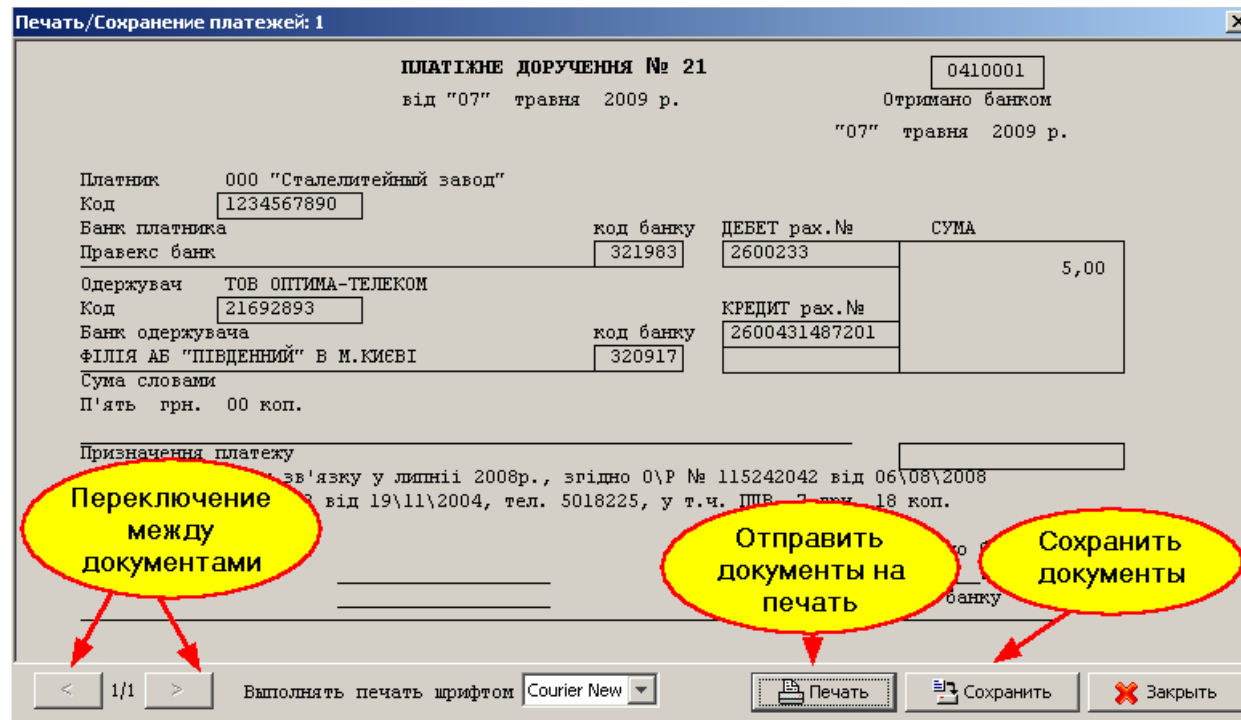 Печать/Сохранение платежей: 1
ПЛАТІЖНЕ ДОРУЧЕННЯ № 21
0410001
від "07" травня 2009 р.
Отримано банком
"07" травня 2009 р.
Платник ООО "Сталелитейный завод"
Код 1234567890
Банк платника код банку ДЕБЕТ рах.№ СУМА
Правекс банк 321983 2600233
5,00
Одержувач ТОВ ОПТИМА-ТЕЛЕКОМ
Код 21692893 КРЕДИТ рах.№
Банк одержувача код банку 2600431487201
ФІЛІЯ АБ "ПІВДЕННИЙ" В М.КИЄВІ 320917
Сума словами
П'ять грн. 00 коп.
Призначення платежу
зв'язку у липніі 2008р., згідно О\Р № 115242042 від 06\08\2008
від 19\11\2004, тел. 5018225, у т.ч. ПДВ 18 коп.
Переключение
между
документами
Отправить
документы на
печать
Сохранить
документы
банку
< 1/1 > Выполнять печать шрифтом Courier New Печать Сохранить Закрыть